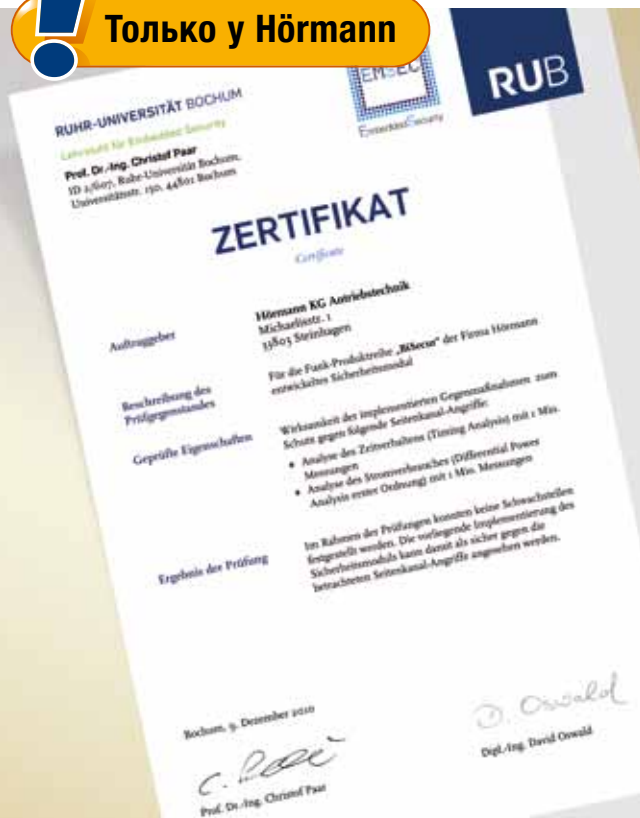 Только у Hörmann
RUHR-UNIVERSITÄT BOCHUM
Lehrstuhl für Embedded Security
Prof. Dr.-Ing. Christof Paar
ID 2/607, Ruhr-Universität Bochum,
Universitätsstr. 150, 44801 Bochum
EMSEC
Embedded Security
RUB
ZERTIFIKAT
Certificate
Auftraggeber
Hörmann KG Antriebstechnik
Michaelisstr. 1
33803 Steinhagen
Beschreibung des
Prüfgegenstandes
Für die Funk-Produktreihe „BiSecur" der Firma Hörmann
entwickeltes Sicherheitsmodul
Geprüfte Eigenschaften
Wirksamkeit der implementierten Gegenmaßnahmen zum
Schutz gegen folgende Seitenkanal-Angriffe:
• Analyse des Zeitverhaltens (Timing Analysis) mit 1 Mio.
Messungen
• Analyse des Stromverbrauches (Differential Power
Analysis erster Ordnung) mit 1 Mio. Messungen
Ergebnis der Prüfung
Im Rahmen der Prüfungen konnten keine Schwachstellen
festgestellt werden. Die vorliegende Implementierung des
Sicherheitsmoduls kann damit als sicher gegen die
betrachteten Seitenkanal-Angriffe angesehen werden.
Bochum, 9. Dezember 2010
C. Paar
Prof. Dr.-Ing. Christof Paar
D. Oswald
Dipl.-Ing. David Oswald